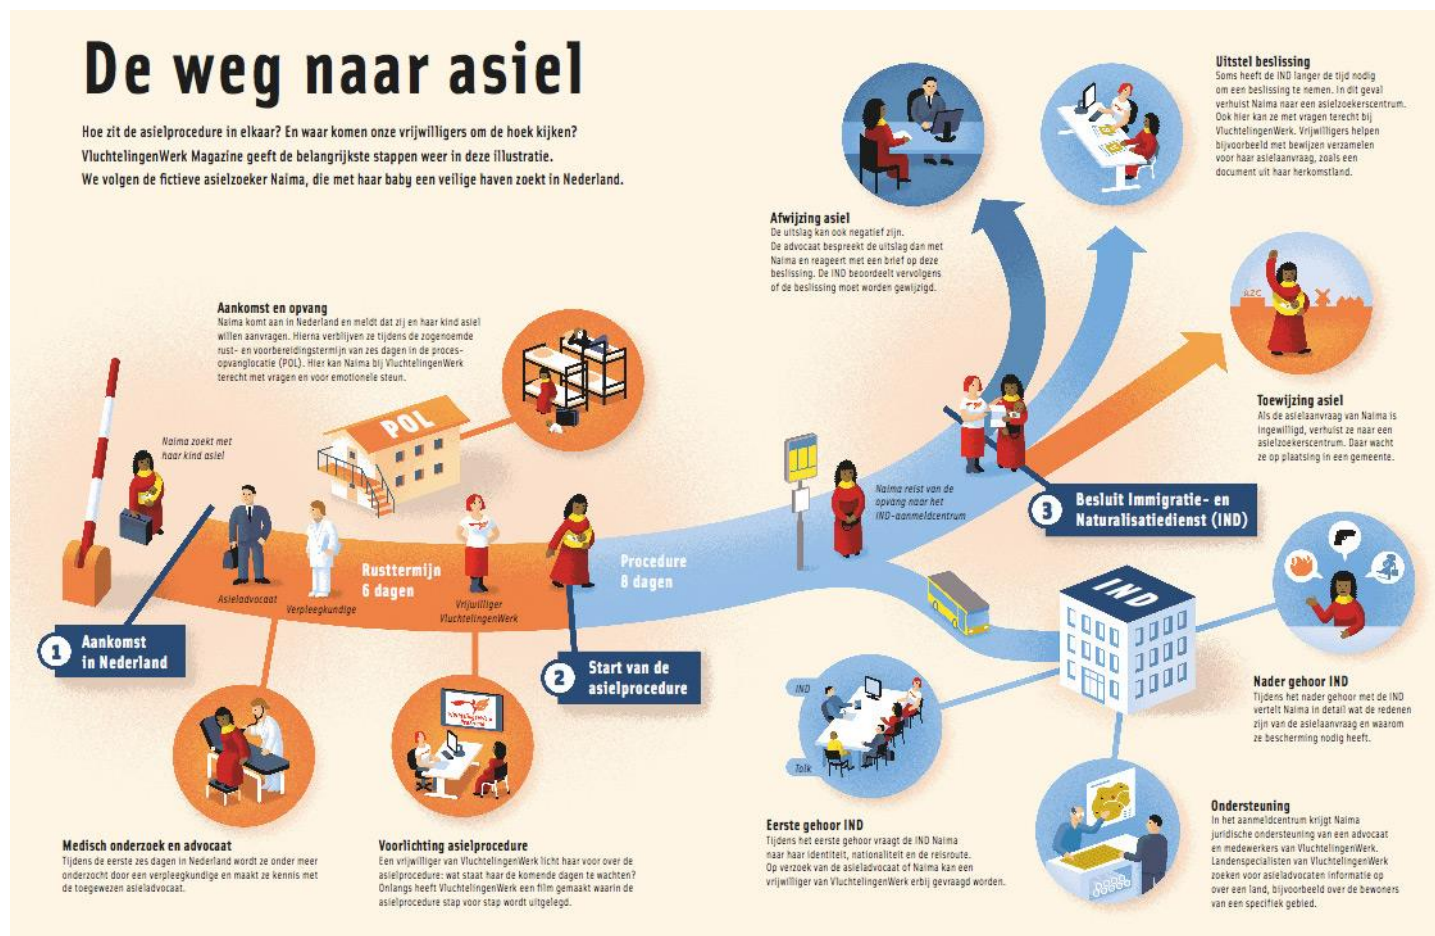 De weg naar asiel
Hoe zit de asielprocedure in elkaar? En waar komen onze vrijwilligers om de hoek kijken?
VluchtelingenWerk Magazine geeft de belangrijkste stappen weer in deze illustratie.
We volgen de fictieve asielzoeker Naima, die met haar baby een veilige haven zoekt in Nederland.
Aankomst en opvang
Naima komt aan in Nederland en meldt dat zij en haar kind asiel
willen aanvragen. Hierna verblijven ze tijdens de zogenoemde
rust- en voorbereidingstermijn van zes dagen in de proces-
opvanglocatie (POL). Hier kan Naima bij VluchtelingenWerk
terecht met vragen en voor emotionele steun.
Naima zoekt met
haar kind asiel
POL
1
Aankomst
in Nederland
Asieladvocaat
Verpleegkundige
Rusttermijn
6 dagen
Vrijwilliger
VluchtelingenWerk
Medisch onderzoek en advocaat
Tijdens de eerste zes dagen in Nederland wordt ze onder meer
onderzocht door een verpleegkundige en maakt ze kennis met
de toegewezen asieladvocaat.
Voorlichting asielprocedure
Een vrijwilliger van VluchtelingenWerk licht haar voor over de
asielprocedure: wat staat haar de komende dagen te wachten?
Onlangs heeft VluchtelingenWerk een film gemaakt waarin de
asielprocedure stap voor stap wordt uitgelegd.
2
Start van de
asielprocedure
Procedure
8 dagen
Naima reist van de
opvang naar het
IND-aanmeldcentrum
IND
IND
Tolk
Eerste gehoor IND
Tijdens het eerste gehoor vraagt de IND Naima
naar haar identiteit, nationaliteit en de reisroute.
Op verzoek van de asieladvocaat of Naima kan een
vrijwilliger van VluchtelingenWerk erbij gevraagd worden.
Nader gehoor IND
Tijdens het nader gehoor met de IND
vertelt Naima in detail wat de redenen
zijn van de asielaanvraag en waarom
ze bescherming nodig heeft.
Ondersteuning
In het aanmeldcentrum krijgt Naima
juridische ondersteuning van een advocaat
en medewerkers van VluchtelingenWerk.
Landenspecialisten van VluchtelingenWerk
zoeken voor asieladvocaten informatie op
over een land, bijvoorbeeld over de bewoners
van een specifiek gebied.
3
Besluit Immigratie- en
Naturalisatiedienst (IND)
Afwijzing asiel
De uitslag kan ook negatief zijn.
De advocaat bespreekt de uitslag dan met
Naima en reageert met een brief op deze
beslissing. De IND beoordeelt vervolgens
of de beslissing moet worden gewijzigd.
Uitstel beslissing
Soms heeft de IND langer de tijd nodig
om een beslissing te nemen. In dit geval
verhuist Naima naar een asielzoekerscentrum.
Ook hier kan ze met vragen terecht bij
VluchtelingenWerk. Vrijwilligers helpen
bijvoorbeeld met bewijzen verzamelen
voor haar asielaanvraag, zoals een
document uit haar herkomstland.
AZC
Toewijzing asiel
Als de asielaanvraag van Naima is
ingewilligd, verhuist ze naar een
asielzoekerscentrum. Daar wacht
ze op plaatsing in een gemeente.